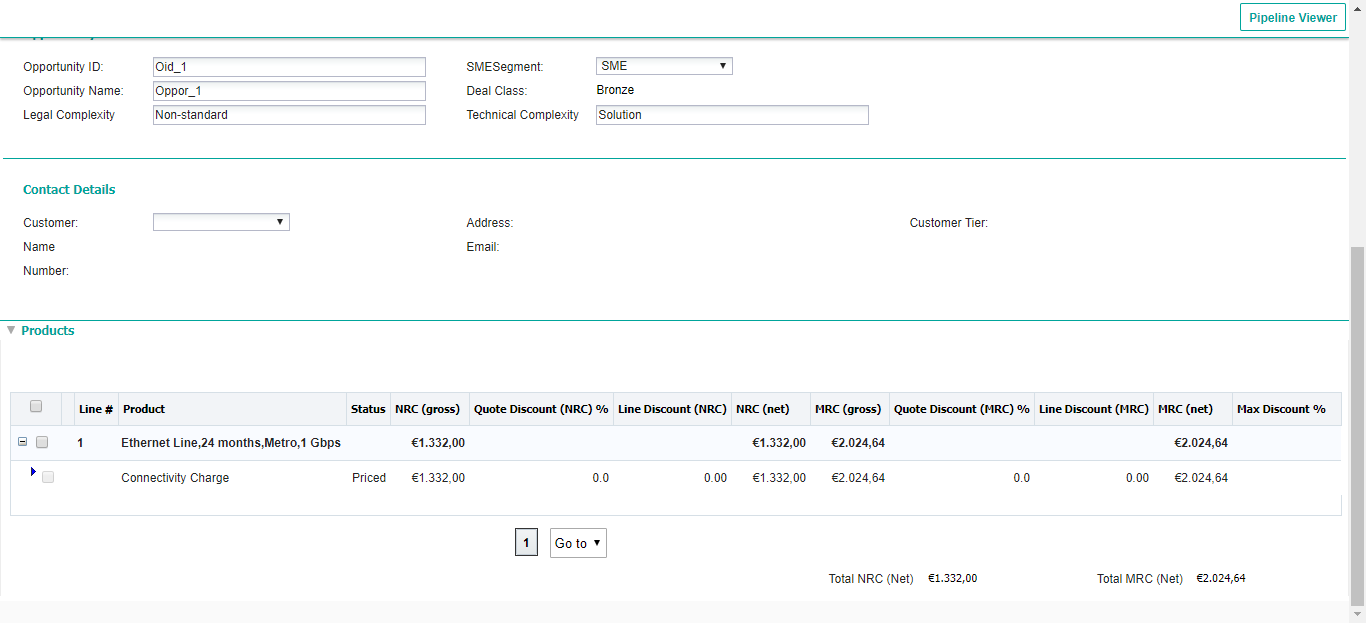 Pipeline Viewer
Opportunity ID: Oid_1 SMESegment: SME
Opportunity Name: Oppor_1 Deal Class: Bronze
Legal Complexity Non-standard Technical Complexity Solution
Contact Details
Customer: Address: Customer Tier:
Name Email:
Number:
Products
Line # Product Status NRC (gross) Quote Discount (NRC) % Line Discount (NRC) NRC (net) MRC (gross) Quote Discount (MRC) % Line Discount (MRC) MRC (net) Max Discount %
1 Ethernet Line,24 months,Metro,1 Gbps €1.332,00 €1.332,00 €2.024,64 €2.024,64
Connectivity Charge Priced €1.332,00 0.0 0.00 €1.332,00 €2.024,64 0.0 0.00 €2.024,64
1 Go to
Total NRC (Net) €1.332,00 Total MRC (Net) €2.024,64